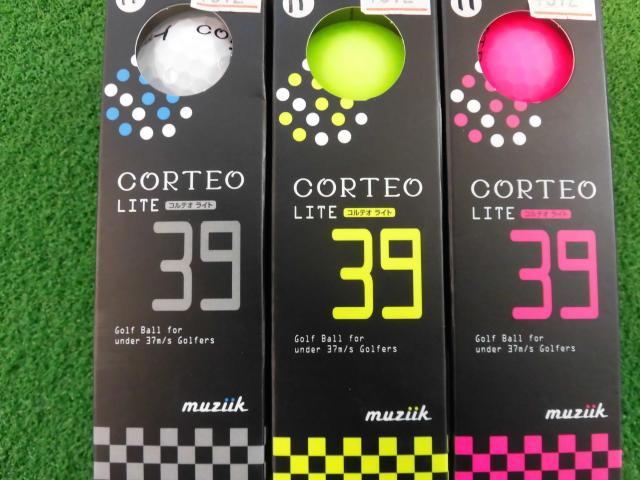 CORTEO
LITE コルテオ ライト
39
Golf Ball for
under 37m/s Golfers
muziik
CORTEO
LITE コルテオ ライト
39
Golf Ball for
under 37m/s Golfers
muziik
CORTEO
LITE コルテオ ライト
39
Golf Ball for
under 37m/s Golfers
muziik